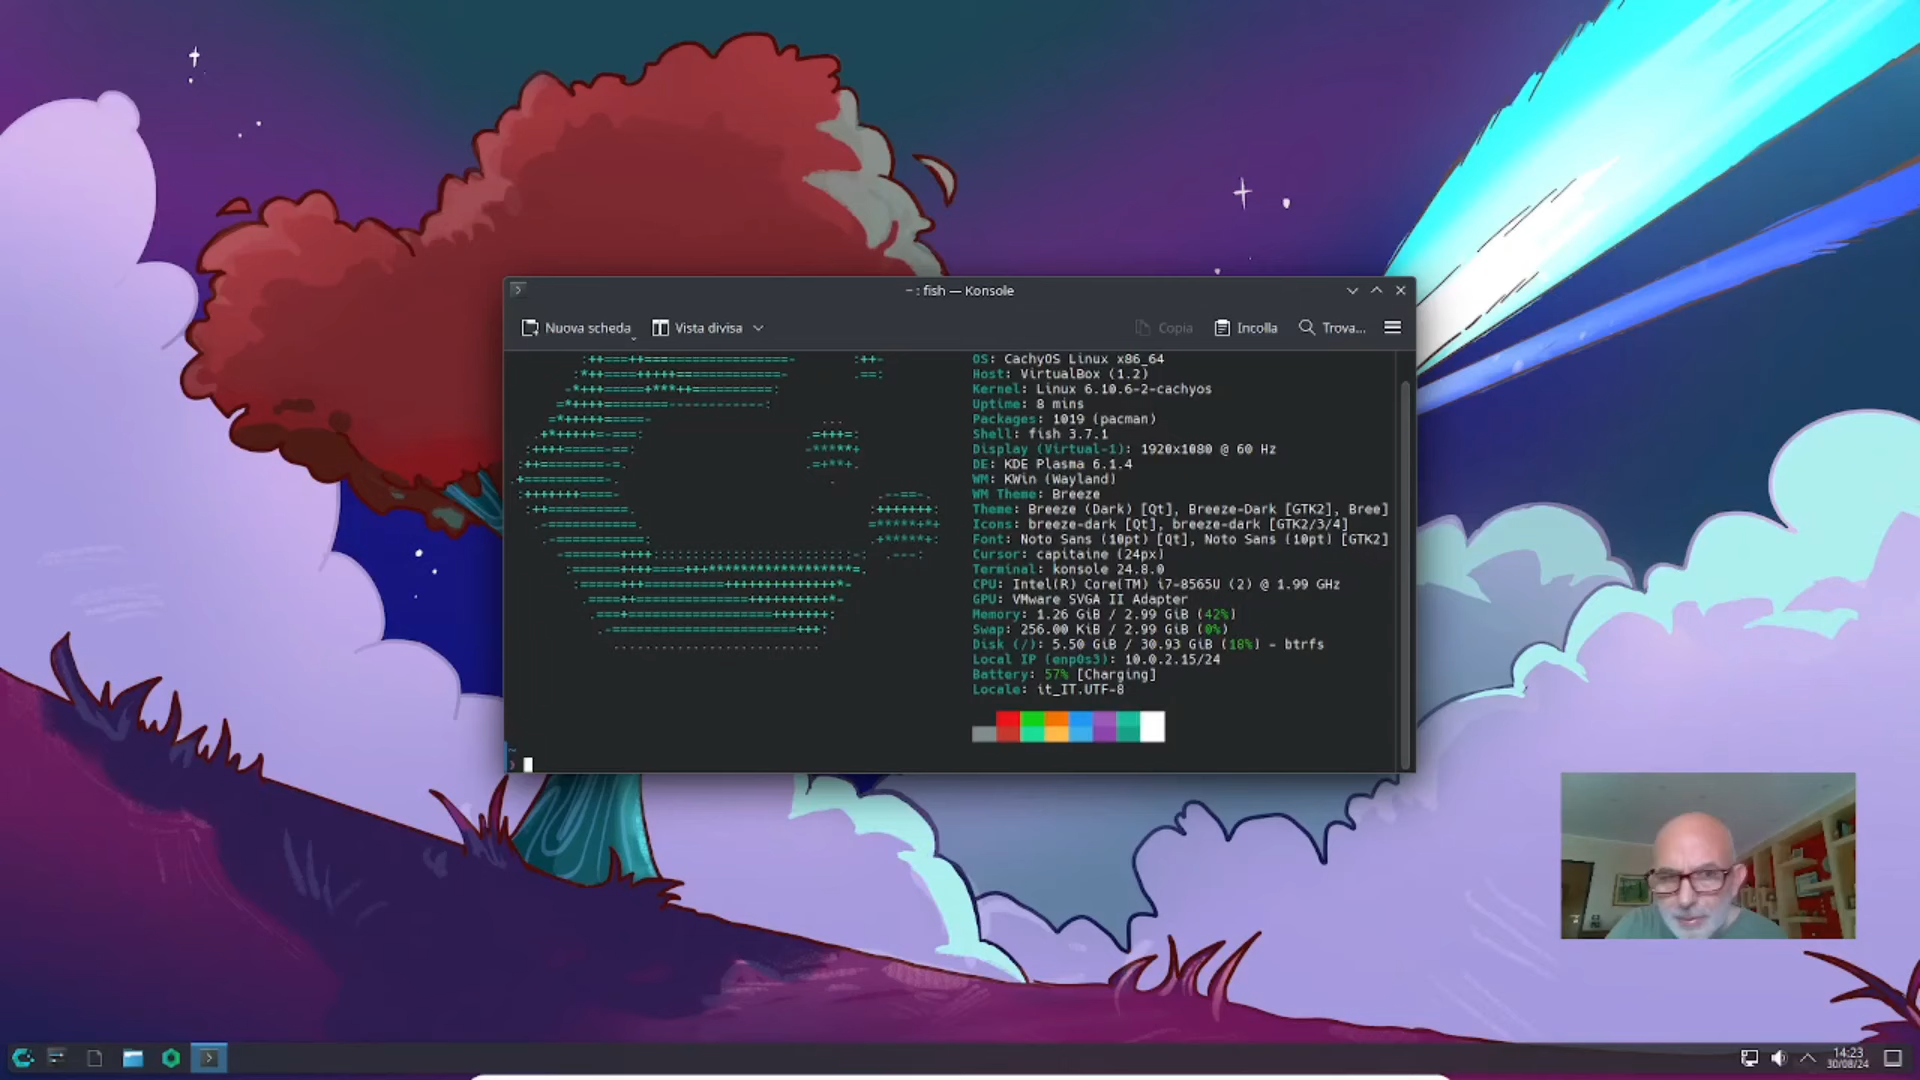 ~ : fish — Konsole
Nuova scheda
Vista divisa
Copia
Incolla
Trova...
OS: CachyOS Linux x86_64
Host: VirtualBox (1.2)
Kernel: Linux 6.10.6-2-cachyos
Uptime: 8 mins
Packages: 1019 (pacman)
Shell: fish 3.7.1
Display (Virtual-1): 1920x1080 @ 60 Hz
DE: KDE Plasma 6.1.4
WM: KWin (Wayland)
WM Theme: Breeze
Theme: Breeze (Dark) [Qt], Breeze-Dark [GTK2], Bree]
Icons: breeze-dark [Qt], breeze-dark [GTK2/3/4]
Font: Noto Sans (10pt) [Qt], Noto Sans (10pt) [GTK2]
Cursor: capitaine (24px)
Terminal: konsole 24.8.0
CPU: Intel(R) Core(TM) i7-8565U (2) @ 1.99 GHz
GPU: VMware SVGA II Adapter
Memory: 1.26 GiB / 2.99 GiB (42%)
Swap: 256.00 KiB / 2.99 GiB (0%)
Disk (/): 5.50 GiB / 30.93 GiB (18%) - btrfs
Local IP (enp0s3): 10.0.2.15/24
Battery: 57% [Charging]
Locale: it_IT.UTF-8
~
14:23
30/08/24